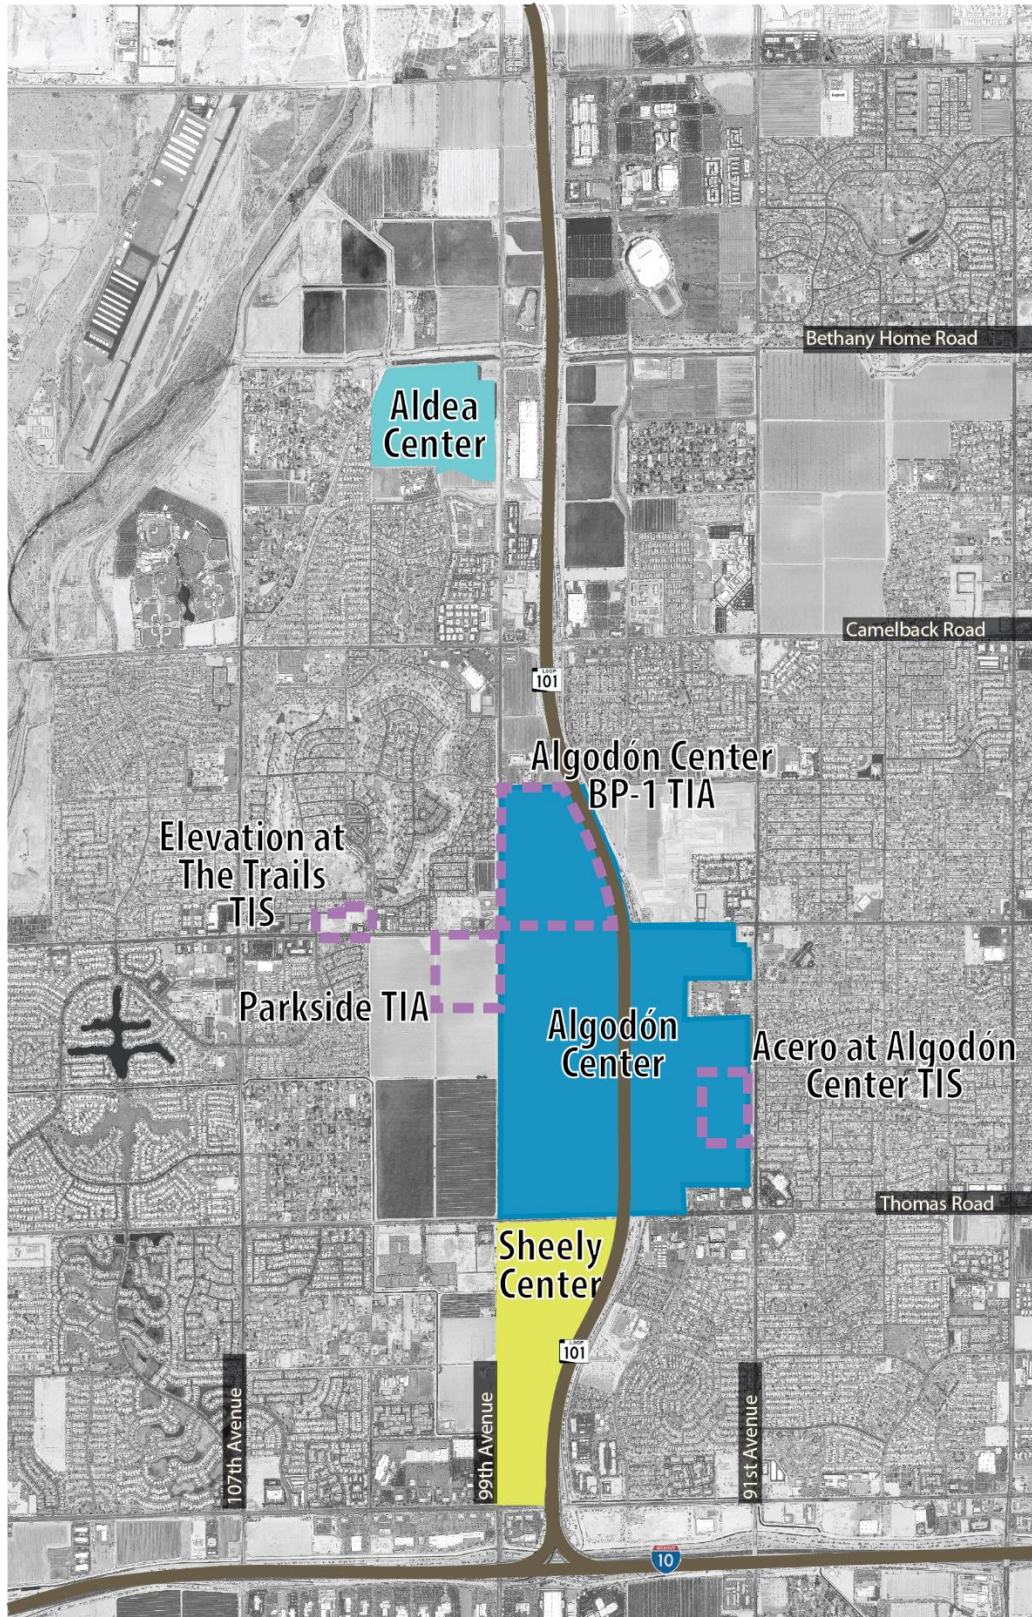 Bethany Home Road
Aldea
Center
Camelback Road
LOOP
101
Algodón Center
BP-1 TIA
Elevation at
The Trails
TIS
Parkside TIA
Algodón
Center
Acero at Algodón
Center TIS
Thomas Road
Sheely
Center
LOOP
101
107th Avenue
99th Avenue
91st Avenue
10